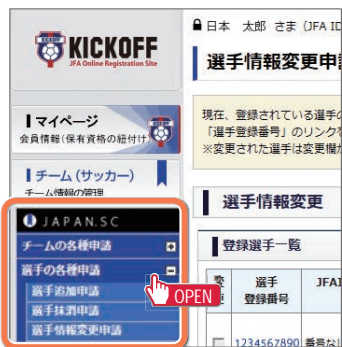 KICKOFF
JFA Online Registration Site
マイページ
会員情報(保有資格の紐付け
チーム(サッカー)
チーム情報の管理
JAPAN.SC
チームの各種申請
選手の各種申請
選手追加申請
選手抹消申請
選手情報変更申請
OPEN
日本 太郎 さま (JFA ID
選手情報変更申
現在、登録されている選手の
「選手登録番号」のリンクを
※変更された選手は変更欄が
選手情報変更
登録選手一覧
選手
登録番号
JFAI
1234567890 番号な